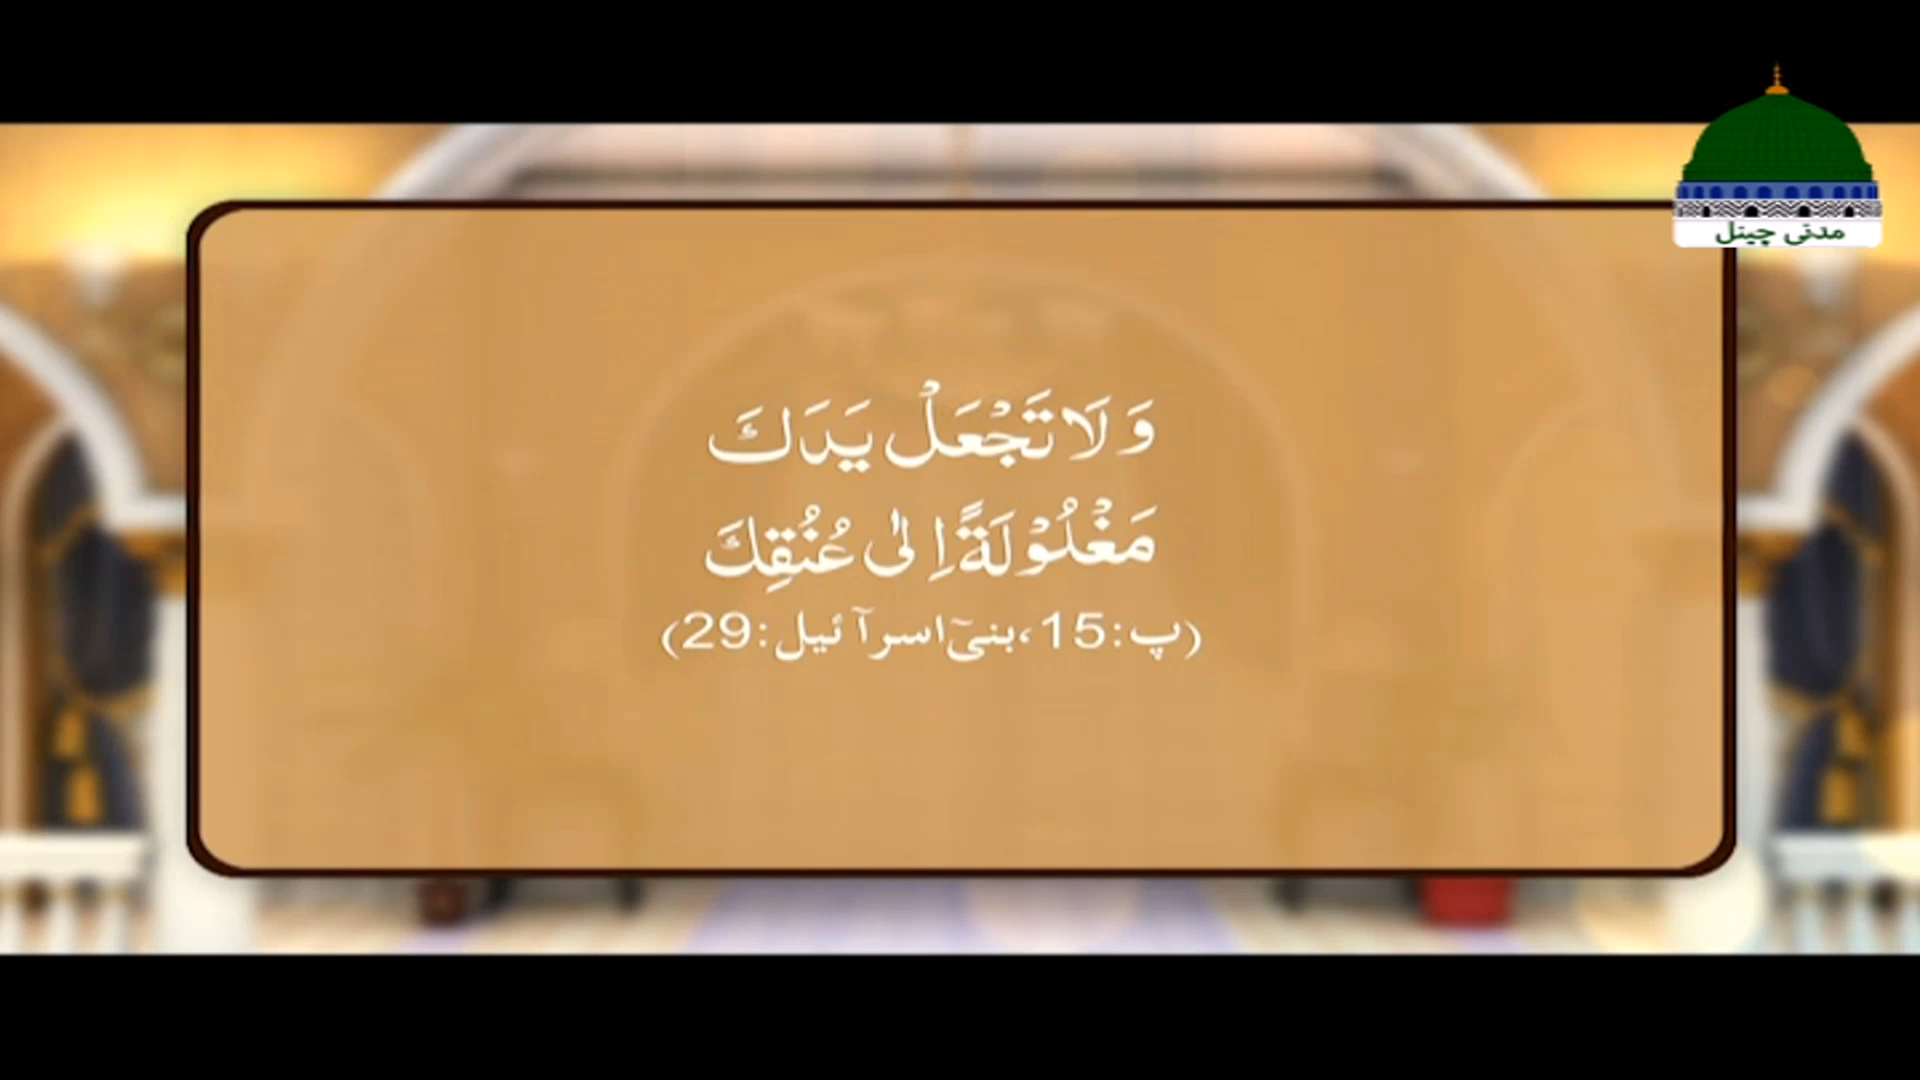 مدنی چینل
وَلَا تَجْعَلْ يَدَكَ
مَغْلُوْلَةً اِلٰى عُنُقِكَ
(پ:15،بنیٓ اسرآئیل:29)